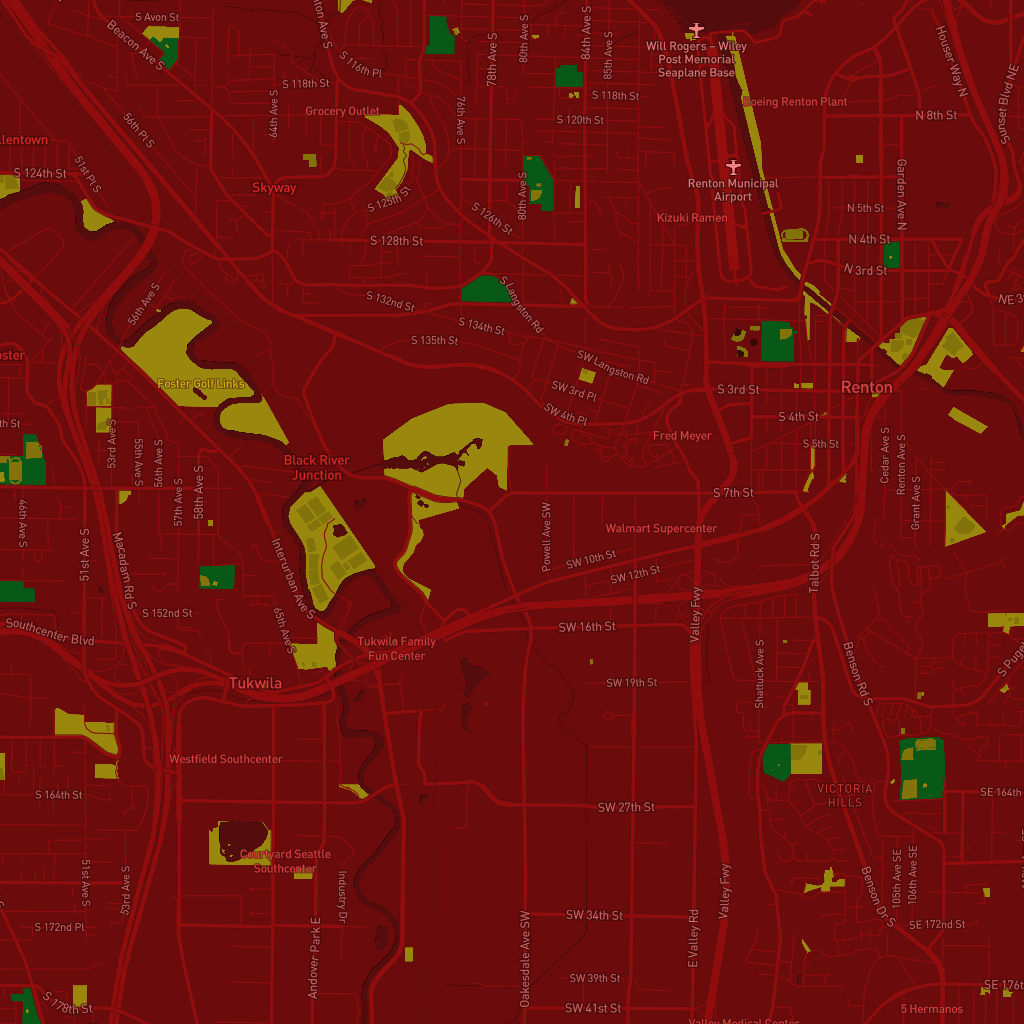 S Avon St
Beacon Ave S
S 116th Pl
78th Ave S
80th Ave S
84th Ave S
85th Ave S
Will Rogers – Wiley
Post Memorial
Seaplane Base
Houser Way N
Sunset Blvd NE
S 118th St
S 118th St
64th Ave S
Grocery Outlet
76th Ave S
S 120th St
Boeing Renton Plant
N 8th St
56th Pl S
51st Pl S
S 124th St
Skyway
S 125th St
80th Ave S
Renton Municipal
Airport
Garden Ave N
S 126th St
Kizuki Ramen
N 5th St
S 128th St
N 4th St
N 3rd St
56th Ave S
S 132nd St
S Langston Rd
S 134th St
S 135th St
SW Langston Rd
SW 3rd Pl
SW 4th Pl
Foster Golf Links
S 3rd St
Renton
S 4th St
S 5th St
Fred Meyer
53rd Ave S
55th Ave S
56th Ave S
57th Ave S
58th Ave S
Black River
Junction
Cedar Ave S
Renton Ave S
Grant Ave S
S 7th St
46th Ave S
51st Ave S
Macadam Rd S
Interurban Ave S
Powell Ave SW
Walmart Supercenter
SW 10th St
SW 12th St
Talbot Rd S
Valley Fwy
S 152nd St
65th Ave S
Southcenter Blvd
Tukwila Family
Fun Center
SW 16th St
Shattuck Ave S
Benson Rd S
Tukwila
SW 19th St
Westfield Southcenter
S 164th St
SW 27th St
VICTORIA
HILLS
SE 164th
Courtyard Seattle
Southcenter
51st Ave S
53rd Ave S
Industry Dr
Andover Park E
Valley Fwy
E Valley Rd
Oakesdale Ave SW
Benson Dr S
105th Ave SE
106th Ave SE
S 172nd Pl
SW 34th St
SE 172nd St
SW 39th St
SW 41st St
S 178th St
SE 176t
5 Hermanos
Valley Medical Center